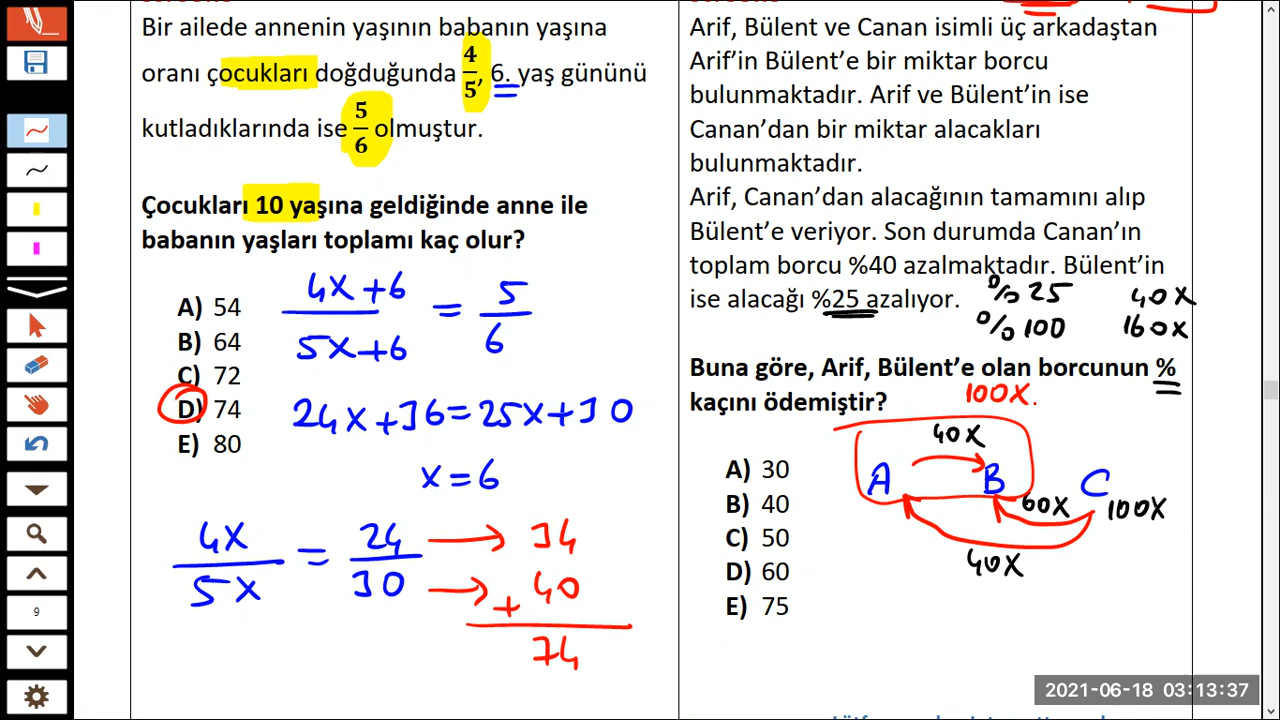 Bir ailede annenin yaşının babanın yaşına
oranı çocukları doğduğunda 4/5, 6. yaş gününü
kutladıklarında ise 5/6 olmuştur.
Çocukları 10 yaşına geldiğinde anne ile
babanın yaşları toplamı kaç olur?
A) 54
B) 64
C) 72
D) 74
E) 80
4x+6 / 5x+6 = 5/6
24x+36=25x+30
x=6
4x/5x = 24/30 → 34
→ 40
+
74
Arif, Bülent ve Canan isimli üç arkadaştan
Arif’in Bülent’e bir miktar borcu
bulunmaktadır. Arif ve Bülent’in ise
Canan’dan bir miktar alacakları
bulunmaktadır.
Arif, Canan’dan alacağının tamamını alıp
Bülent’e veriyor. Son durumda Canan’ın
toplam borcu %40 azalmaktadır. Bülent’in
ise alacağı %25 azalıyor.
%25 40x
%100 160x
Buna göre, Arif, Bülent’e olan borcunun %
kaçını ödemiştir?
100x.
40x
A B C
60x 100x
40x
A) 30
B) 40
C) 50
D) 60
E) 75
9
2021-06-18 03:13:37